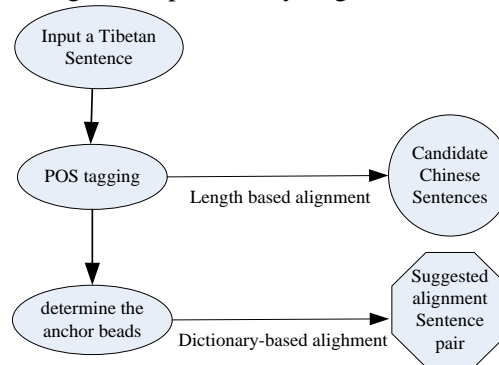 Input a Tibetan
Sentence
POS tagging
Length based alignment
Candidate
Chinese
Sentences
determine the
anchor beads
Dictionary-based alighment
Suggested
alignment
Sentence
pair